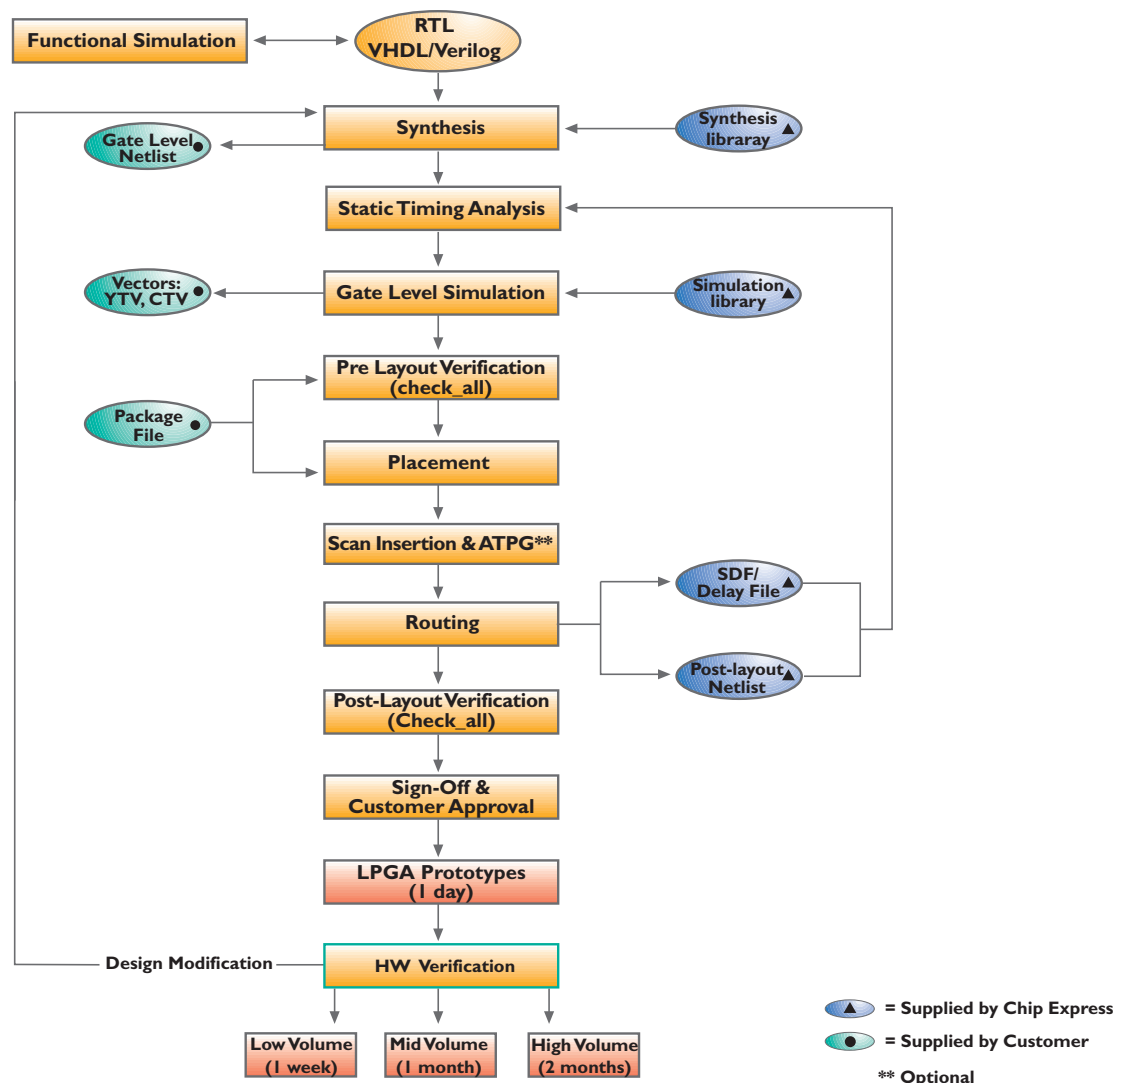 Functional Simulation
RTL
VHDL/Verilog
Synthesis
Synthesis
libraray
Gate Level
Netlist
Static Timing Analysis
Vectors:
YTV, CTV
Gate Level Simulation
Simulation
library
Pre Layout Verification
(check_all)
Package
File
Placement
Scan Insertion & ATPG**
SDF/
Delay File
Routing
Post-layout
Netlist
Post-Layout Verification
(Check_all)
Sign-Off &
Customer Approval
LPGA Prototypes
(1 day)
Design Modification
HW Verification
Low Volume
(1 week)
Mid Volume
(1 month)
High Volume
(2 months)
= Supplied by Chip Express
= Supplied by Customer
** Optional